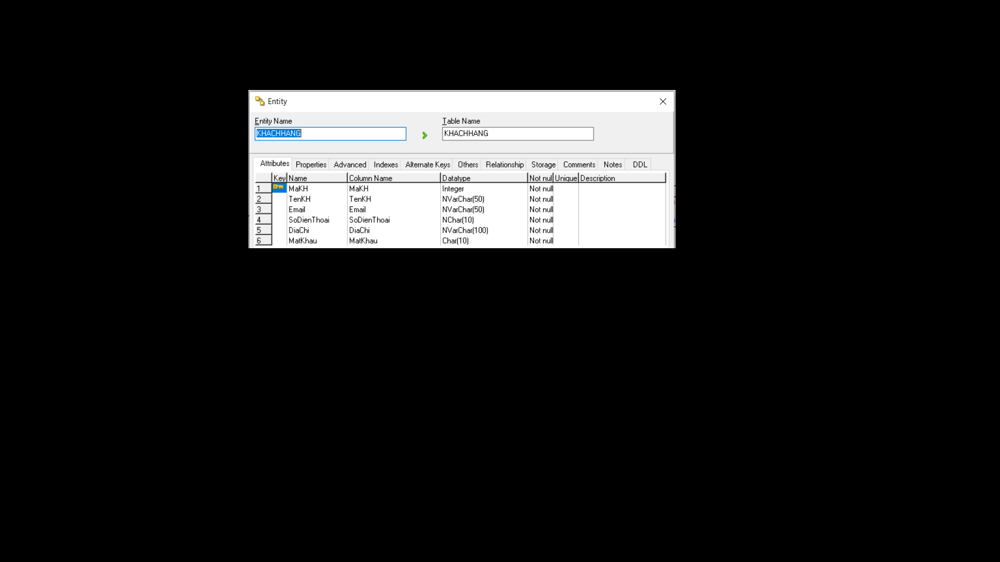 Entity
Entity Name
Table Name
KHACHHANG
KHACHHANG
Attributes Properties Advanced Indexes Alternate Keys Others Relationship Storage Comments Notes DDL
Key Name Column Name Datatype Not nul Unique Description
1 MaKH MaKH Integer Not null
2 TenKH TenKH NVarChar(50) Not null
3 Email Email NVarChar(50) Not null
4 SoDienThoai SoDienThoai NChar(10) Not null
5 DiaChi DiaChi NVarChar(100) Not null
6 MatKhau MatKhau Char(10) Not null